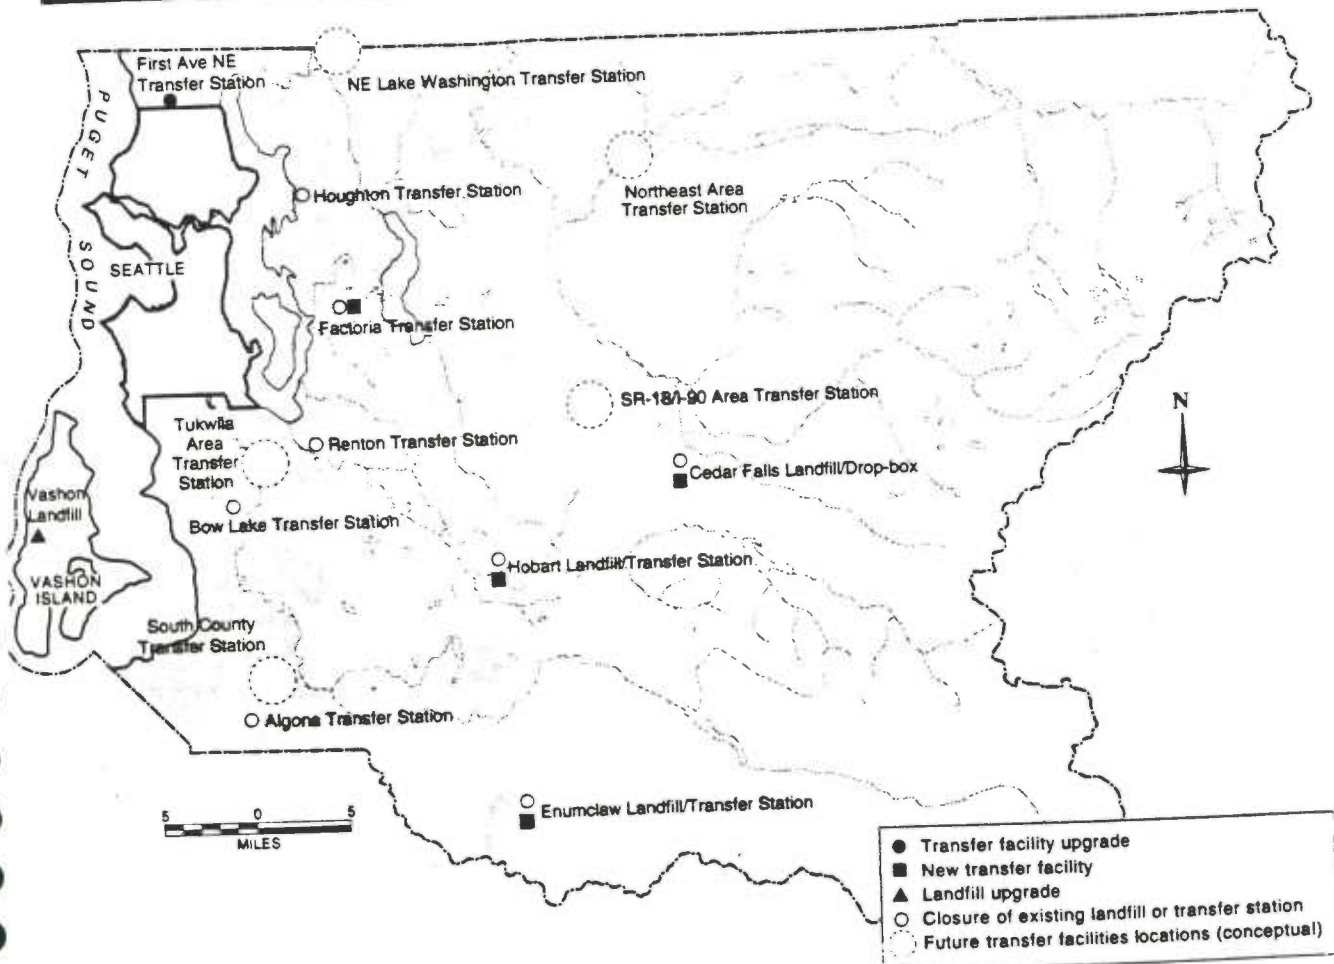 First Ave NE
Transfer Station
NE Lake Washington Transfer Station
PUGET SOUND
Houghton Transfer Station
Northeast Area
Transfer Station
SEATTLE
Factoria Transfer Station
SR-18/I-90 Area Transfer Station
N
Tukwila
Area
Transfer
Station
Renton Transfer Station
Cedar Falls Landfill/Drop-box
Vashon
Landfill
Bow Lake Transfer Station
Hobart Landfill/Transfer Station
VASHON
ISLAND
South County
Transfer Station
Algona Transfer Station
Enumclaw Landfill/Transfer Station
5 0 5
MILES
Transfer facility upgrade
New transfer facility
Landfill upgrade
Closure of existing landfill or transfer station
Future transfer facilities locations (conceptual)